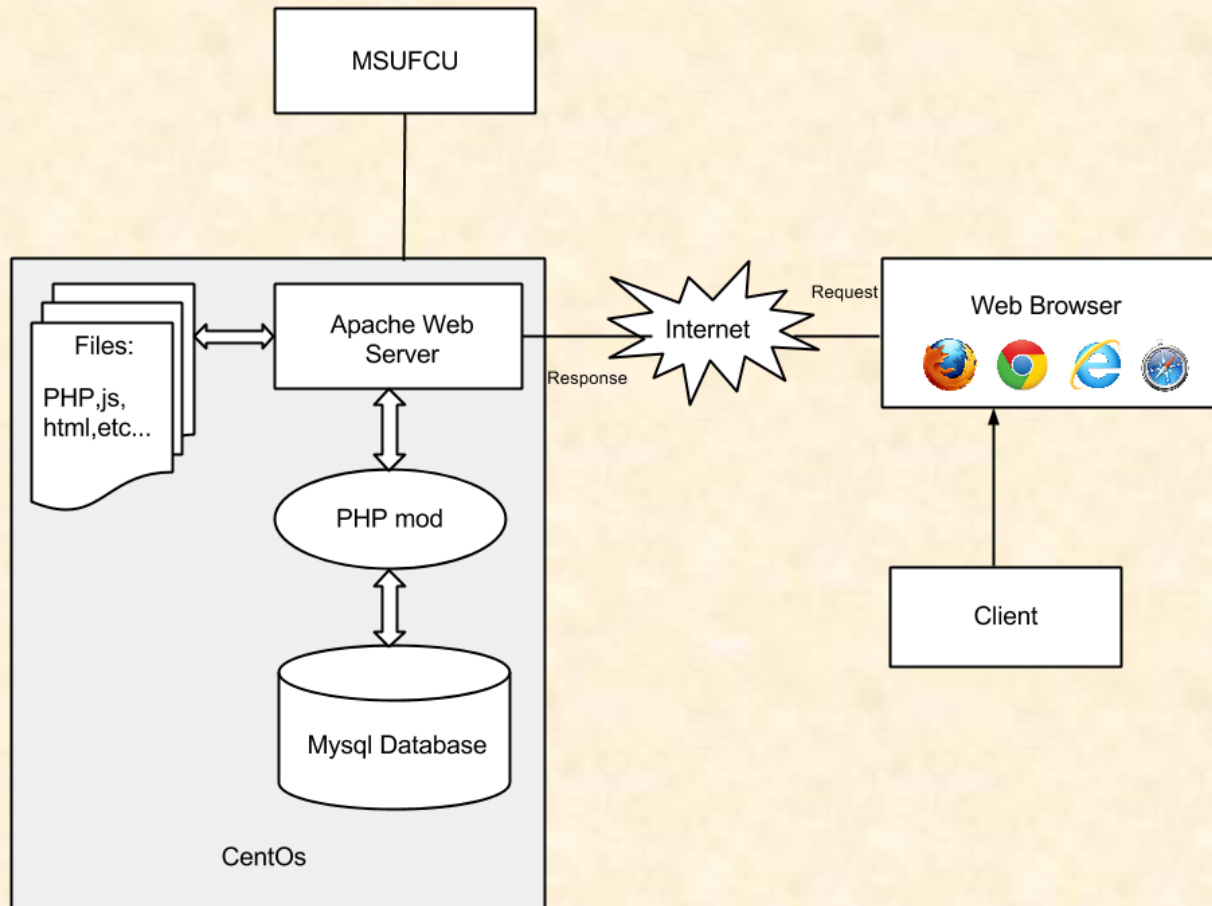 MSUFCU
Files:
PHP,js,
html,etc...
Apache Web
Server
Response
Internet
Request
Web Browser
PHP mod
Client
Mysql Database
CentOs